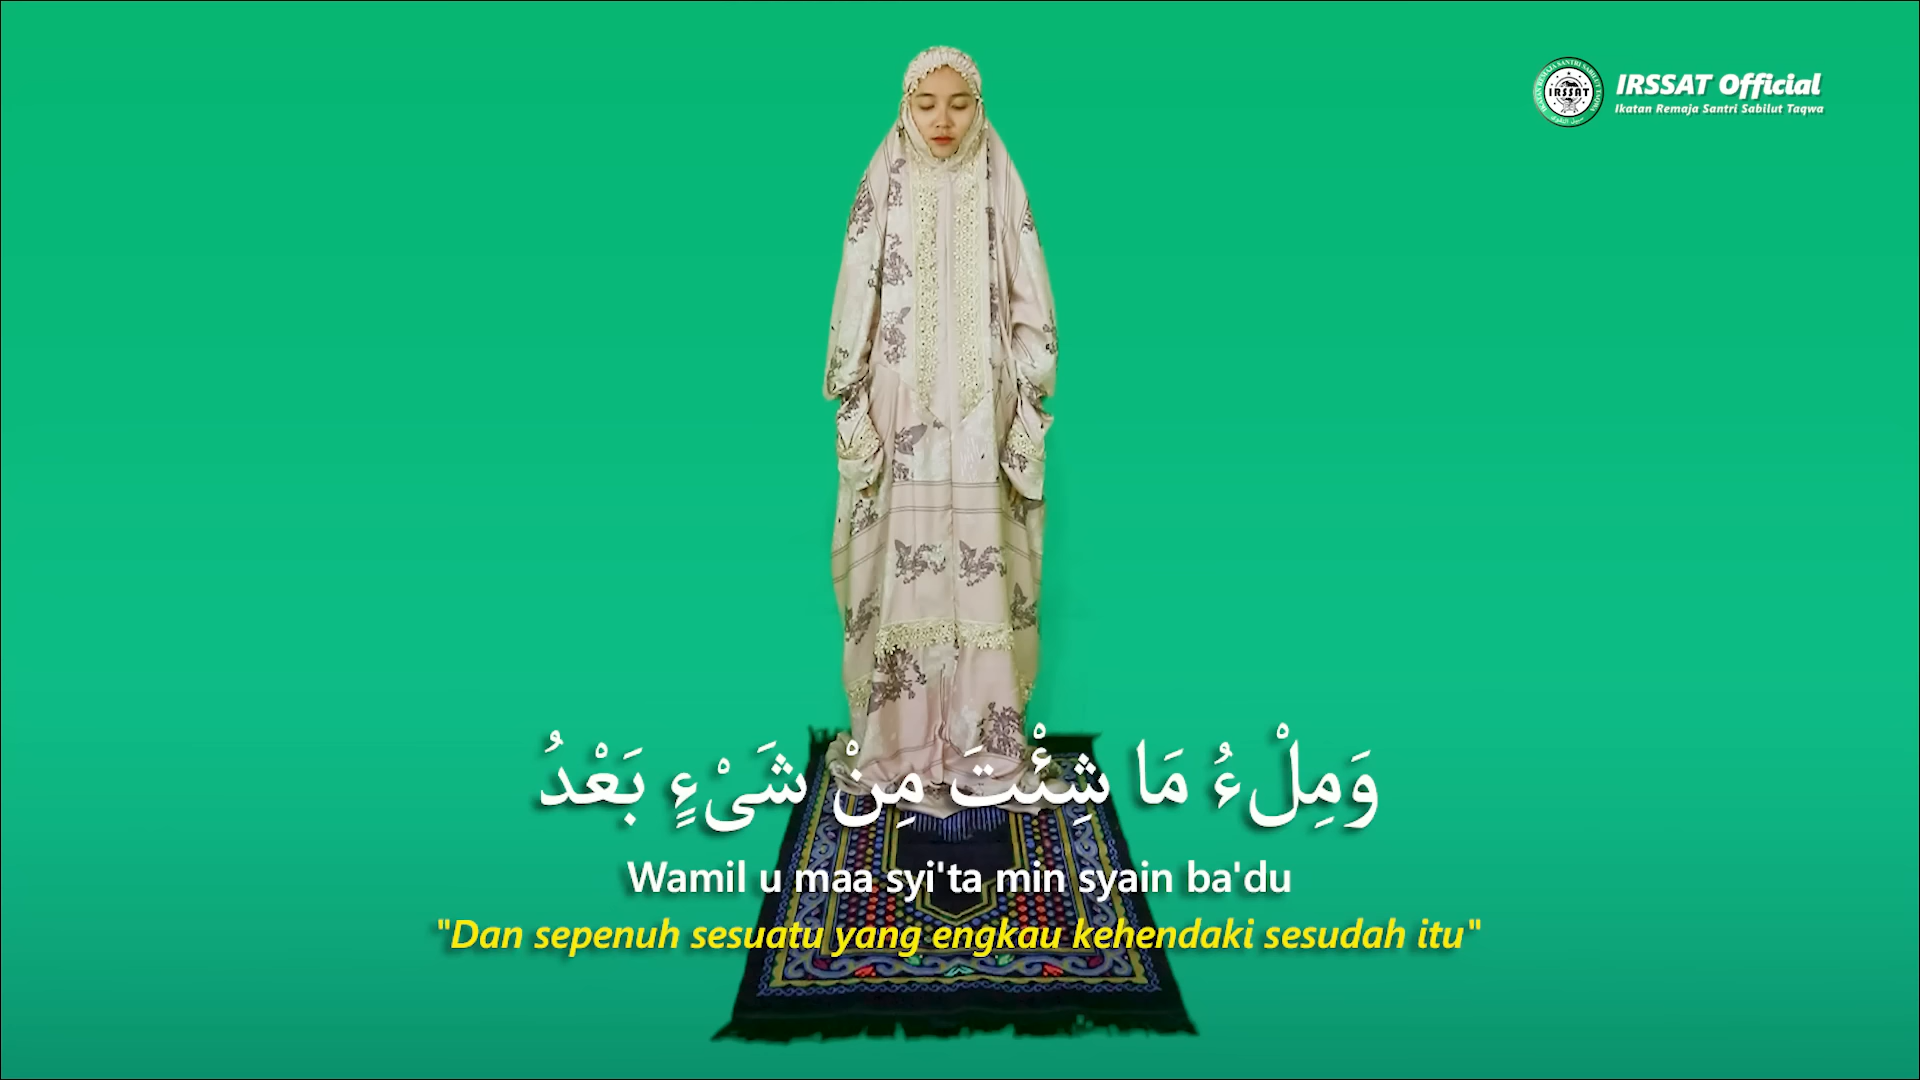 IRSSAT Official
Ikatan Remaja Santri Sabilut Taqwa
IRSSAT
وَمِلْءُ مَا شِئْتَ مِنْ شَىْءٍ بَعْدُ
Wamil u maa syi'ta min syain ba'du
"Dan sepenuh sesuatu yang engkau kehendaki sesudah itu"